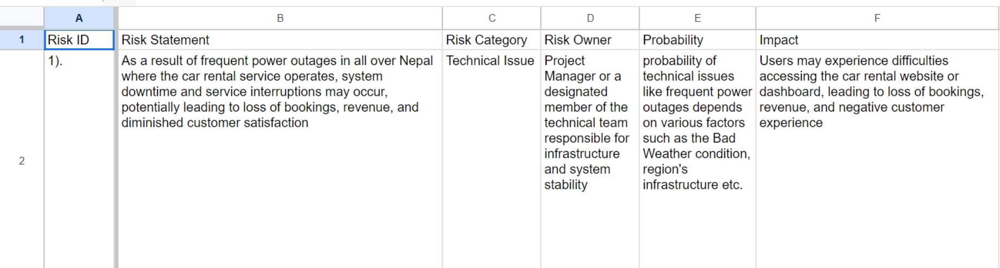 A B C D E F
1 Risk ID Risk Statement Risk Category Risk Owner Probability Impact
2
1).
As a result of frequent power outages in all over Nepal
where the car rental service operates, system
downtime and service interruptions may occur,
potentially leading to loss of bookings, revenue, and
diminished customer satisfaction
Technical Issue
Project
Manager or a
designated
member of the
technical team
responsible for
infrastructure
and system
stability
probability of
technical issues
like frequent power
outages depends
on various factors
such as the Bad
Weather condition,
region's
infrastructure etc.
Users may experience difficulties
accessing the car rental website or
dashboard, leading to loss of bookings,
revenue, and negative customer
experience